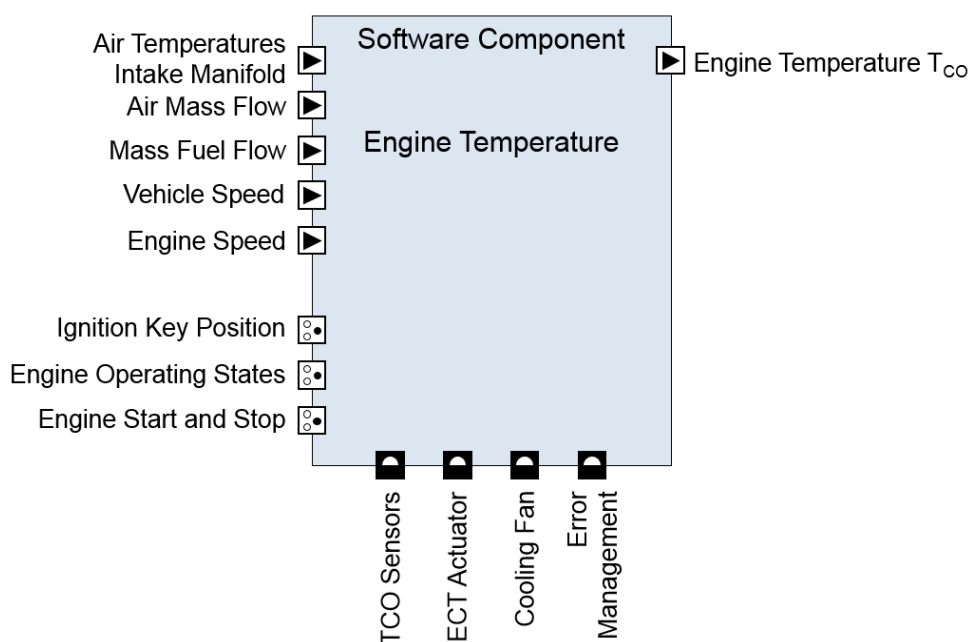 Air Temperatures
Intake Manifold
Air Mass Flow
Mass Fuel Flow
Vehicle Speed
Engine Speed
Ignition Key Position
Engine Operating States
Engine Start and Stop
Software Component
Engine Temperature
Engine Temperature T_CO
TCO Sensors
ECT Actuator
Cooling Fan
Error
Management